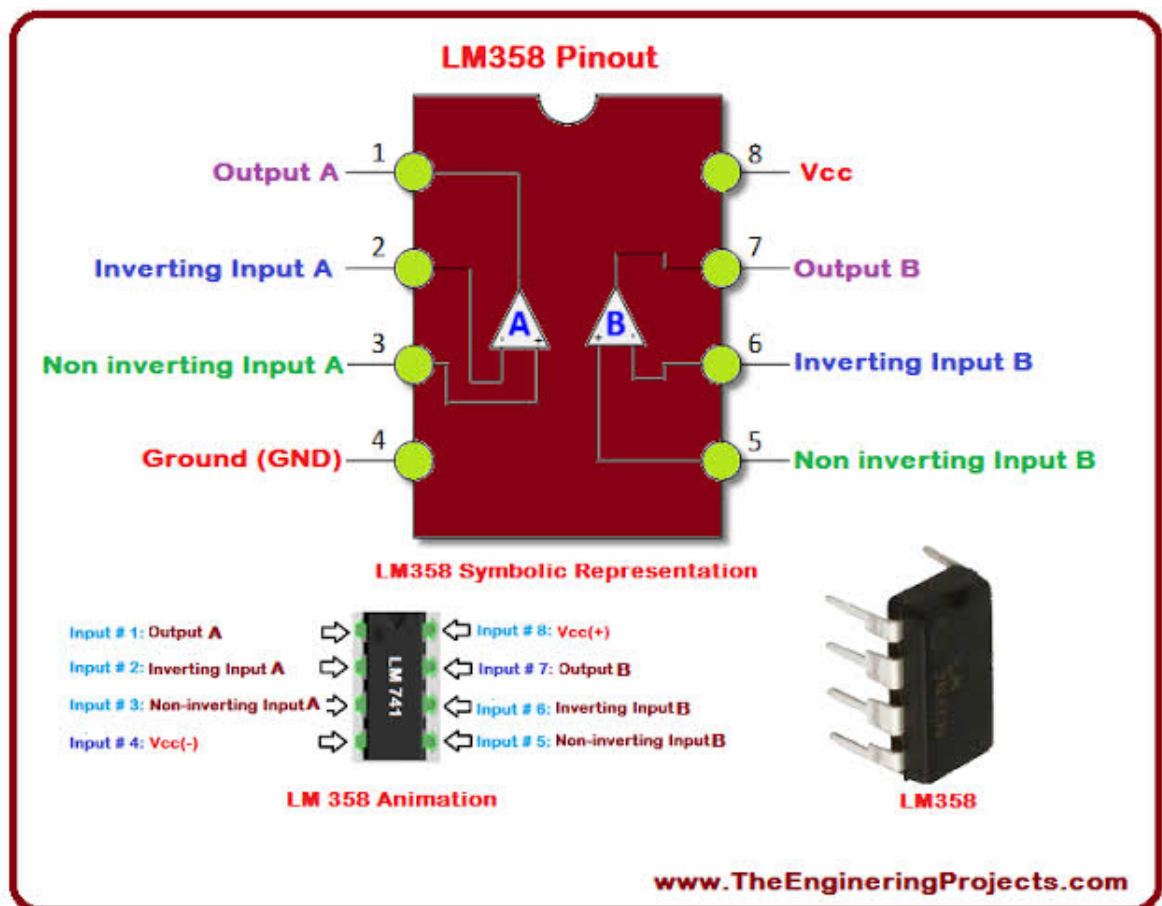 LM358 Pinout
1
Output A
2
Inverting Input A
3
Non inverting Input A
4
Ground (GND)
8
Vcc
7
Output B
6
Inverting Input B
5
Non inverting Input B
A
B
- +
+ -
LM358 Symbolic Representation
Input # 1: Output A
Input # 2: Inverting Input A
Input # 3: Non-inverting Input A
Input # 4: Vcc(-)
LM741
Input # 8: Vcc(+)
Input # 7: Output B
Input # 6: Inverting Input B
Input # 5: Non-inverting Input B
LM 358 Animation
LM358
www.TheEngineringProjects.com